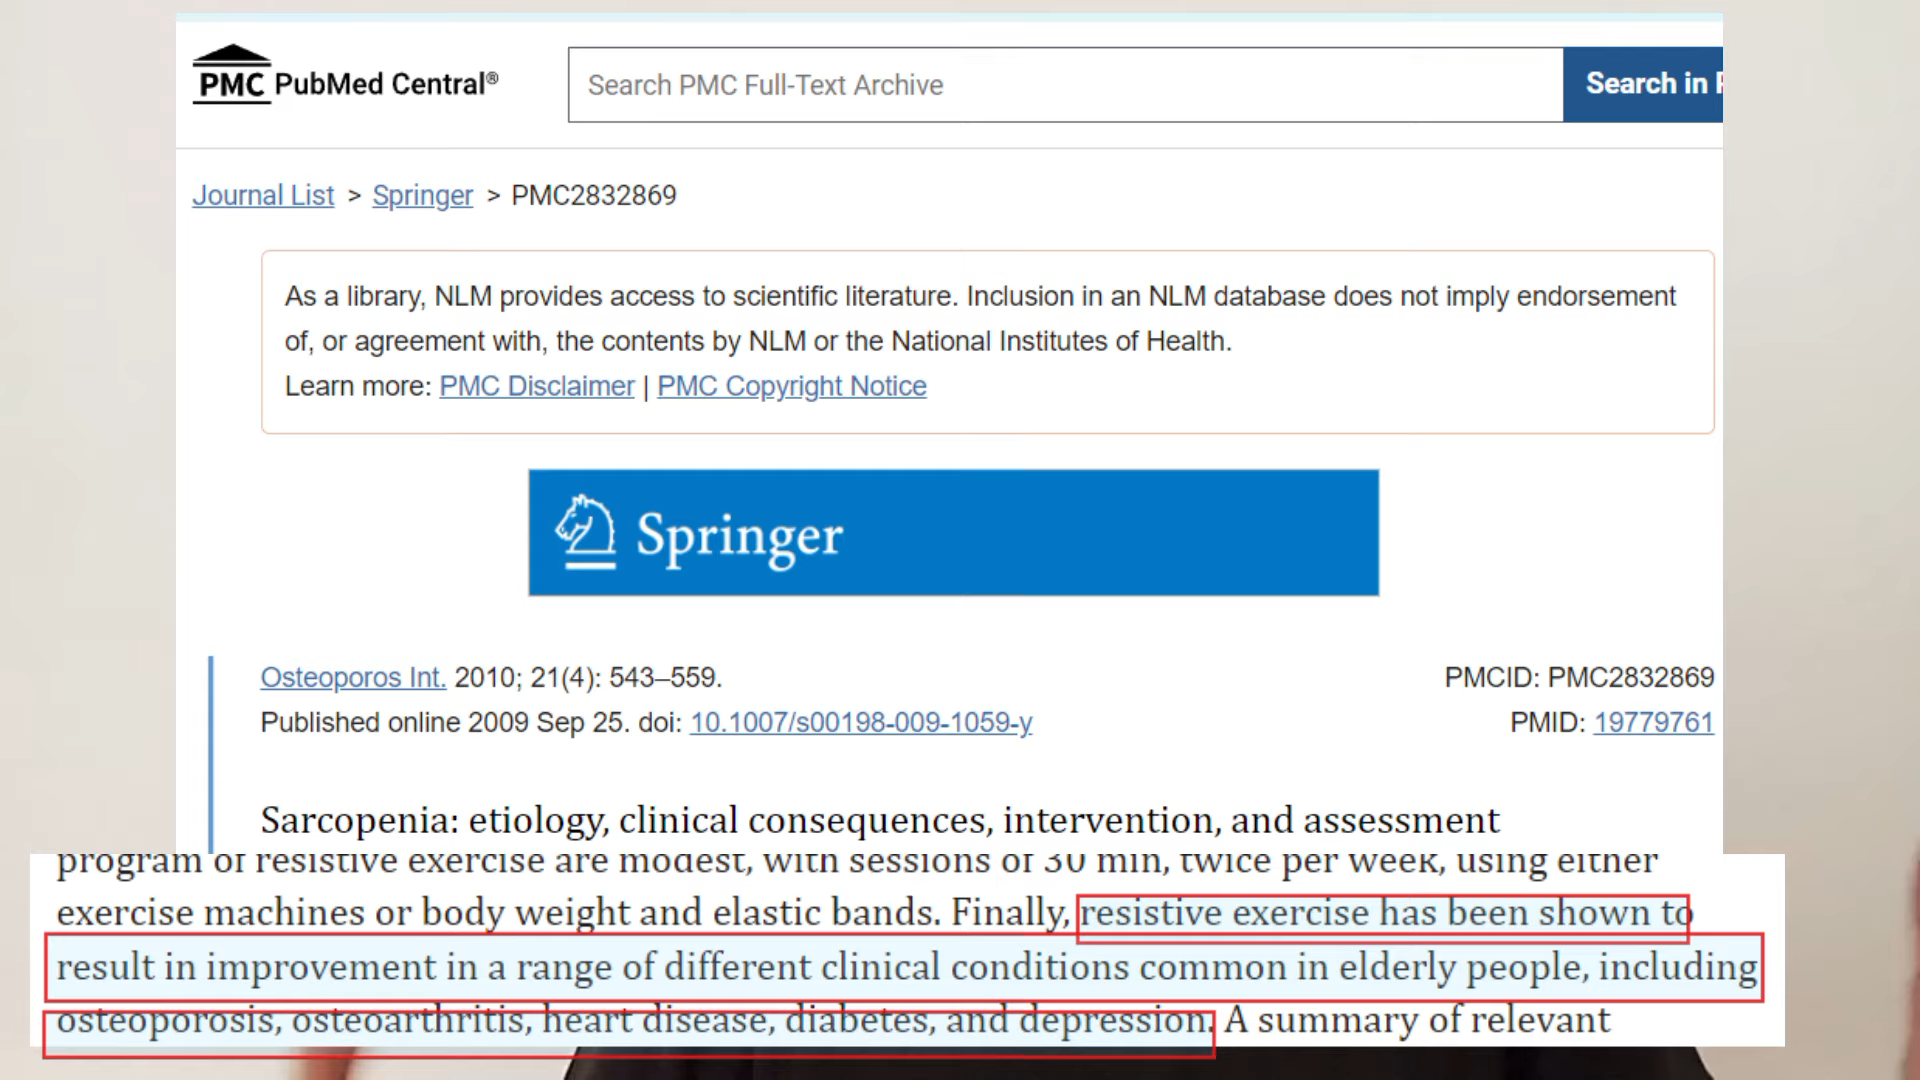 PMC PubMed Central®
Search PMC Full-Text Archive
Search in
Journal List > Springer > PMC2832869
As a library, NLM provides access to scientific literature. Inclusion in an NLM database does not imply endorsement
of, or agreement with, the contents by NLM or the National Institutes of Health.
Learn more: PMC Disclaimer | PMC Copyright Notice
Springer
Osteoporos Int. 2010; 21(4): 543–559.
PMCID: PMC2832869
Published online 2009 Sep 25. doi: 10.1007/s00198-009-1059-y
PMID: 19779761
Sarcopenia: etiology, clinical consequences, intervention, and assessment
program of resistive exercise are modest, with sessions of 30 min, twice per week, using either
exercise machines or body weight and elastic bands. Finally, resistive exercise has been shown to
result in improvement in a range of different clinical conditions common in elderly people, including
osteoporosis, osteoarthritis, heart disease, diabetes, and depression. A summary of relevant